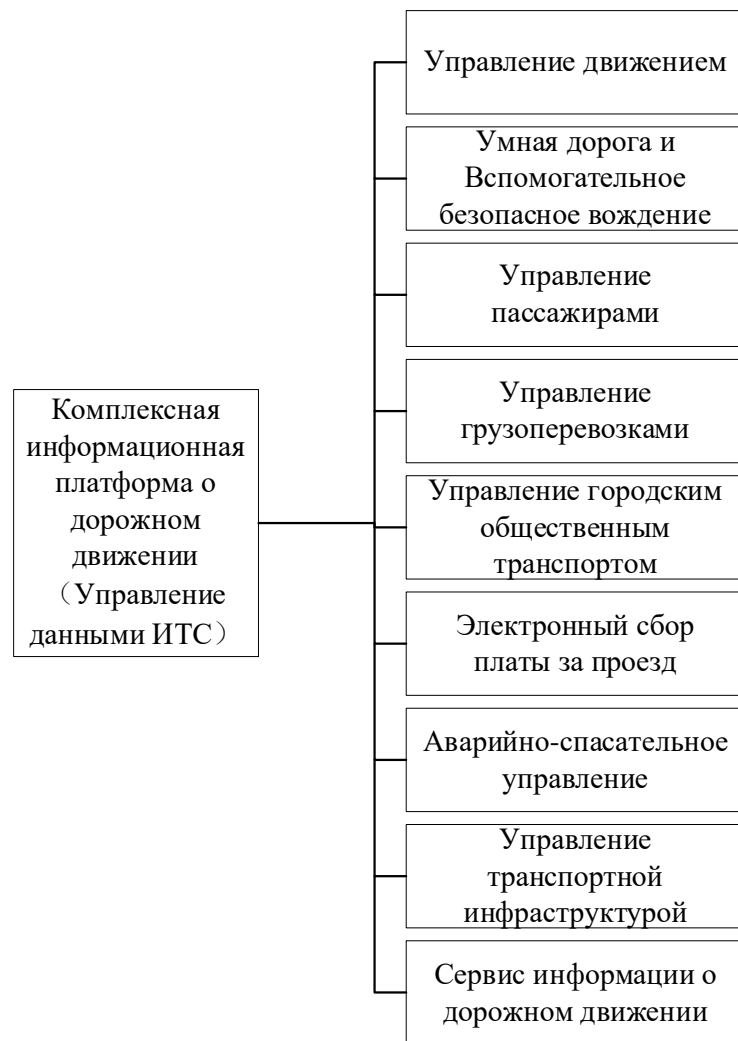 Управление движением
Умная дорога и
Вспомогательное
безопасное вождение
Управление
пассажирами
Управление
грузоперевозками
Комплексная
информационная
платформа о
дорожном
движении
（Управление
данными ИТС）
Управление городским
общественным
транспортом
Электронный сбор
платы за проезд
Аварийно-спасательное
управление
Управление
транспортной
инфраструктурой
Сервис информации о
дорожном движении